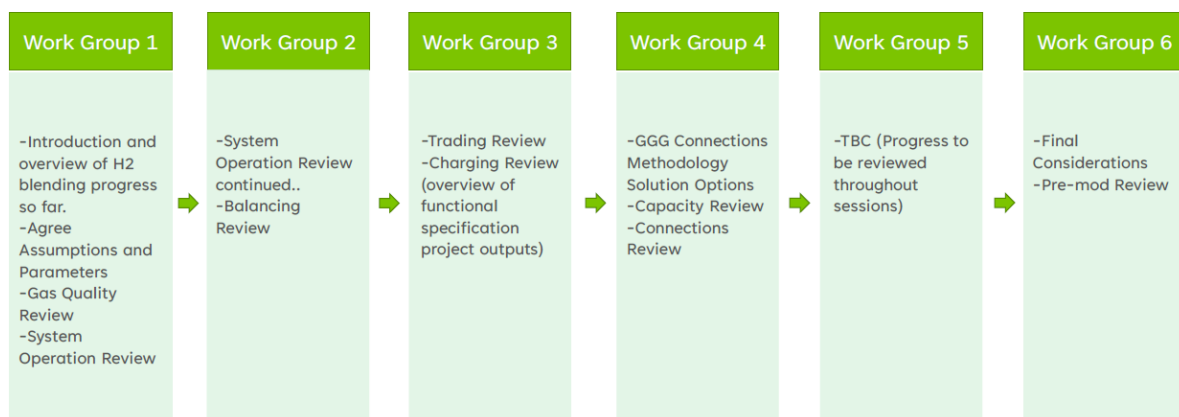 Work Group 1
-Introduction and
overview of H2
blending progress
so far.
-Agree
Assumptions and
Parameters
-Gas Quality
Review
-System
Operation Review
Work Group 2
-System
Operation Review
continued..
-Balancing
Review
Work Group 3
-Trading Review
-Charging Review
(overview of
functional
specification
project outputs)
Work Group 4
-GGG Connections
Methodology
Solution Options
-Capacity Review
-Connections
Review
Work Group 5
-TBC (Progress to
be reviewed
throughout
sessions)
Work Group 6
-Final
Considerations
-Pre-mod Review